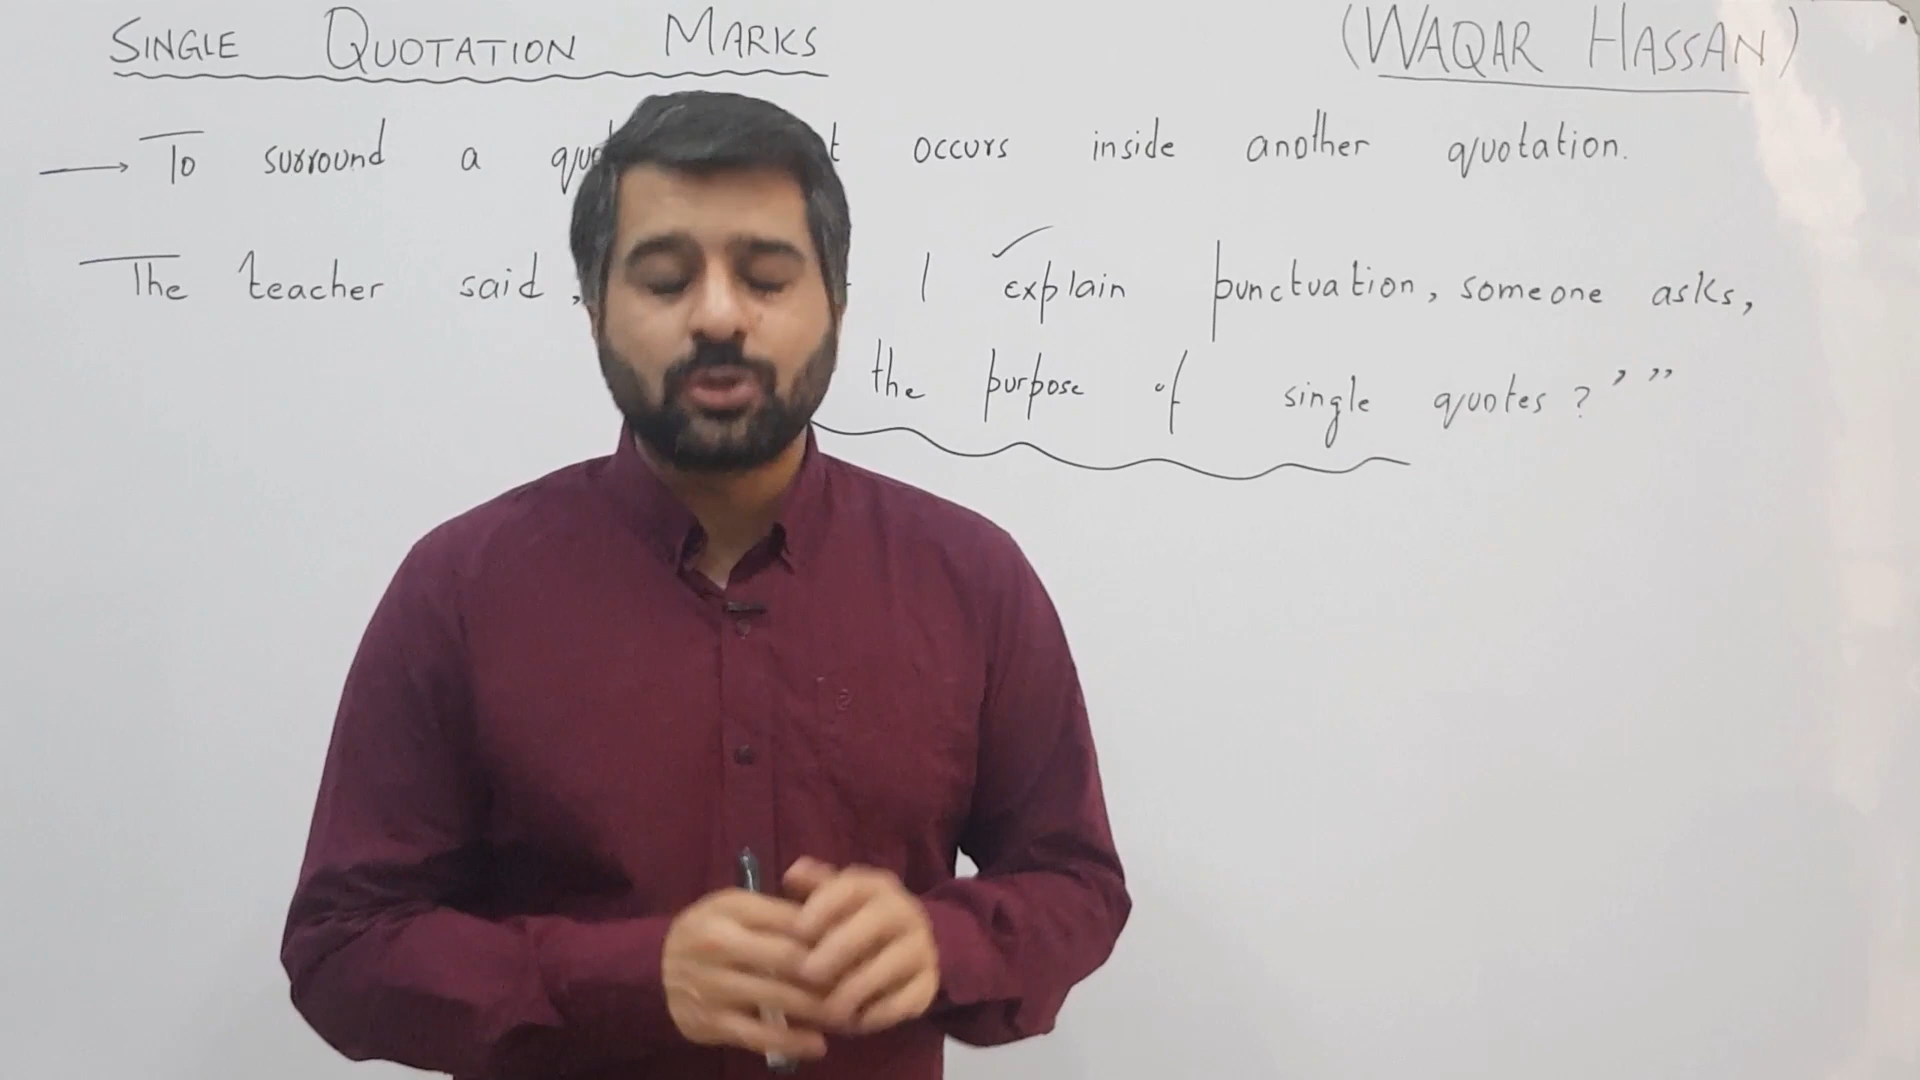 SINGLE QUOTATION MARKS (WAQAR HASSAN)
→ To surround a occurs inside another quotation.
The teacher said, I explain punctuation, someone asks,
the purpose of single quotes?’ ”